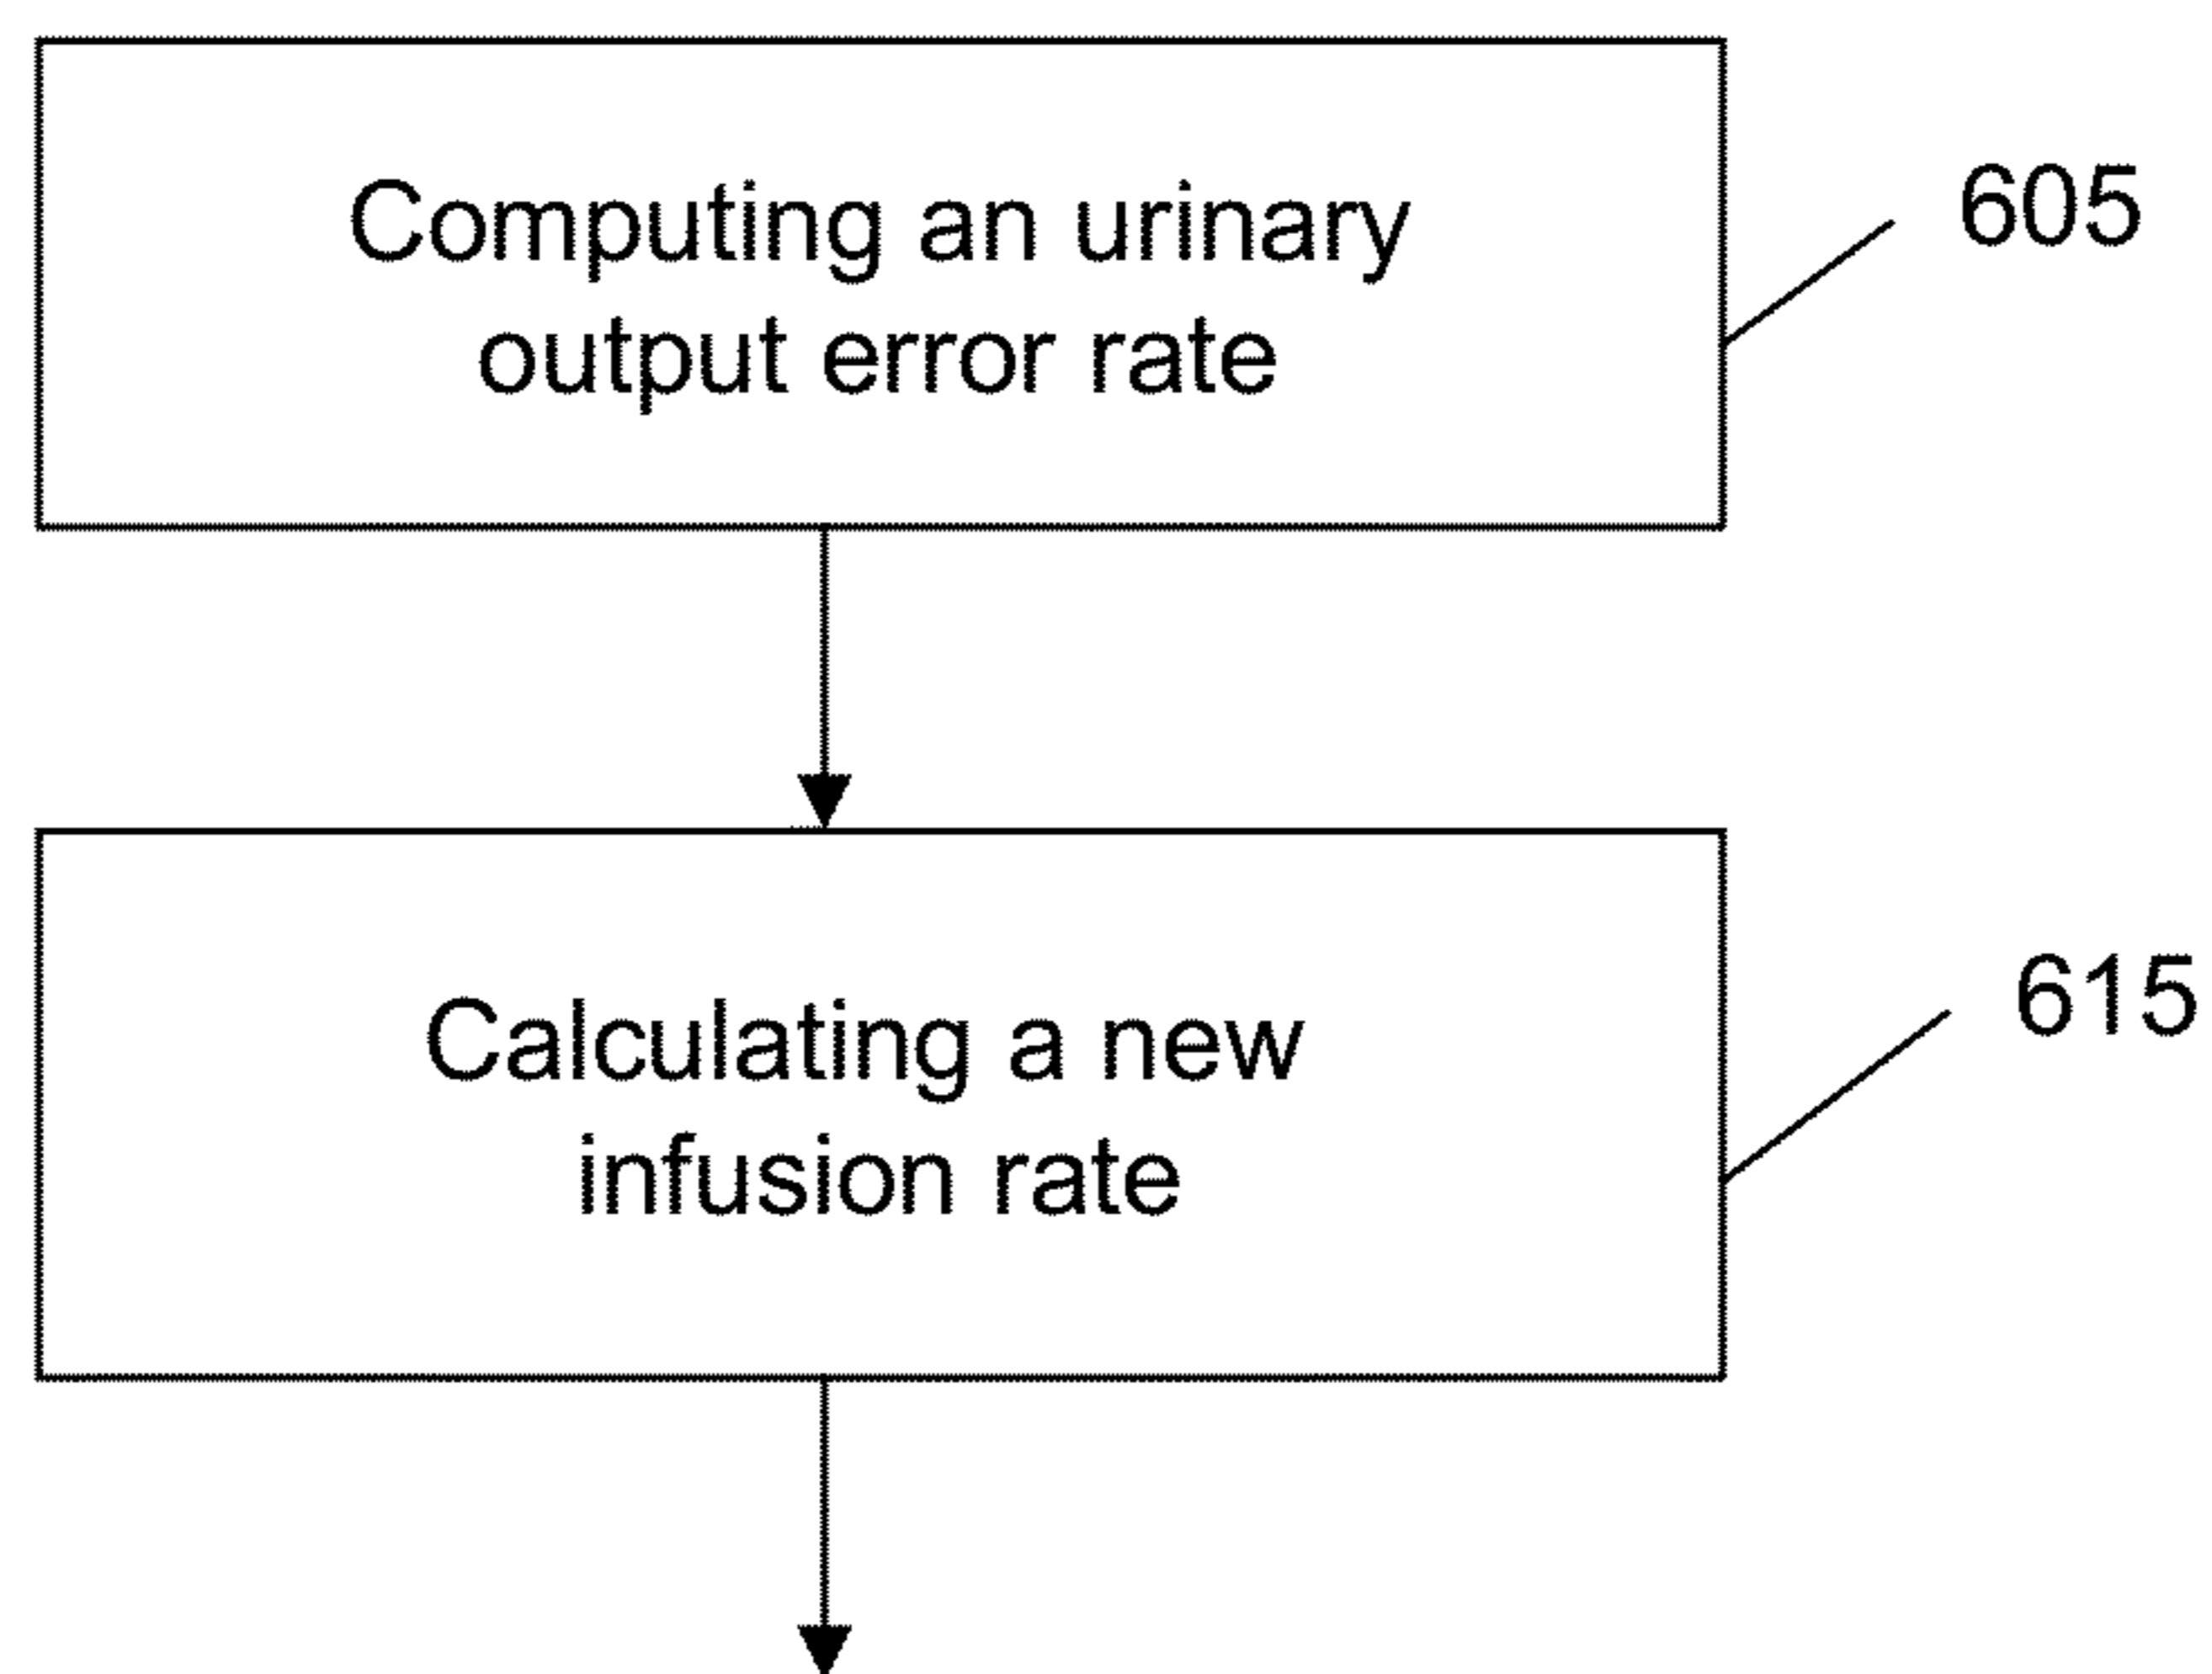 Computing an urinary
output error rate
605
Calculating a new
infusion rate
615